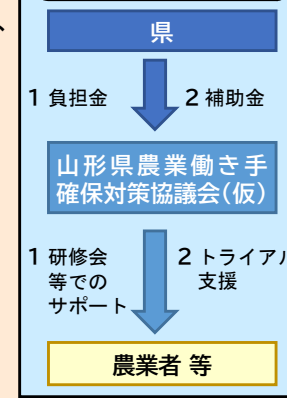 県
1 負担金
2 補助金
山形県農業働き手
確保対策協議会(仮)
1 研修会
等での
サポート
2 トライアル
支援
農業者 等